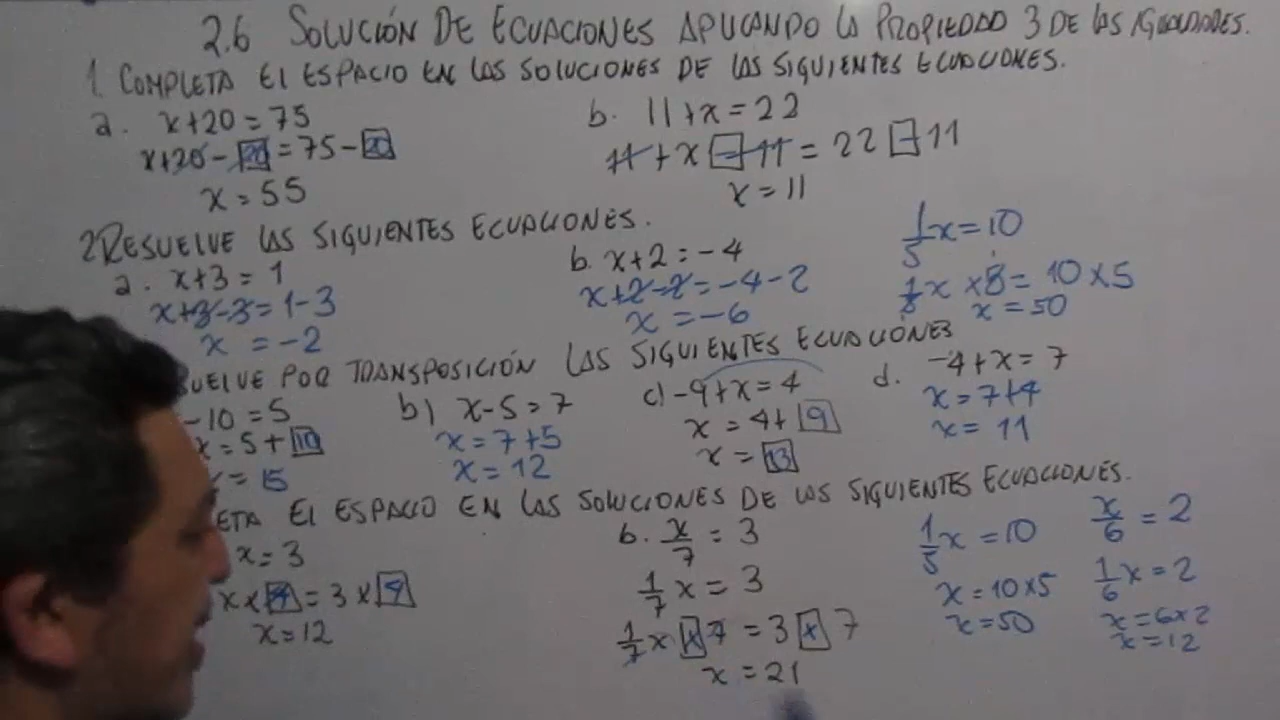 2.6 SOLUCIÓN DE ECUACIONES APLICANDO LA PROPIEDAD 3 DE LAS IGUALDADES.
1. COMPLETA EL ESPACIO EN LAS SOLUCIONES DE LAS SIGUIENTES ECUACIONES.
a. x+20=75
x+20-20=75-20
x=55
b. 11+x=22
11+x-11=22-11
x=11
2 RESUELVE LAS SIGUIENTES ECUACIONES.
a. x+3=1
x+3-3=1-3
x=-2
b. x+2=-4
x+2-2=-4-2
x=-6
1/5x=10
x=10×5
x=50
SUELVE POR TRANSPOSICIÓN LAS SIGUIENTES ECUACIONES
-10=5
x=5+10
x=15
b) x-5=7
x=7+5
x=12
c) -9+x=4
x=4+9
x=13
d. -4+x=7
x=7+4
x=11
ETA EL ESPACIO EN LAS SOLUCIONES DE LAS SIGUIENTES ECUACIONES.
x=3
x×4=3×4
x=12
b. x/7=3
1/7x=3
1/7x×7=3×7
x=21
1/5x=10
x=10×5
x=50
x/6=2
1/6x=2
x=6×2
x=12